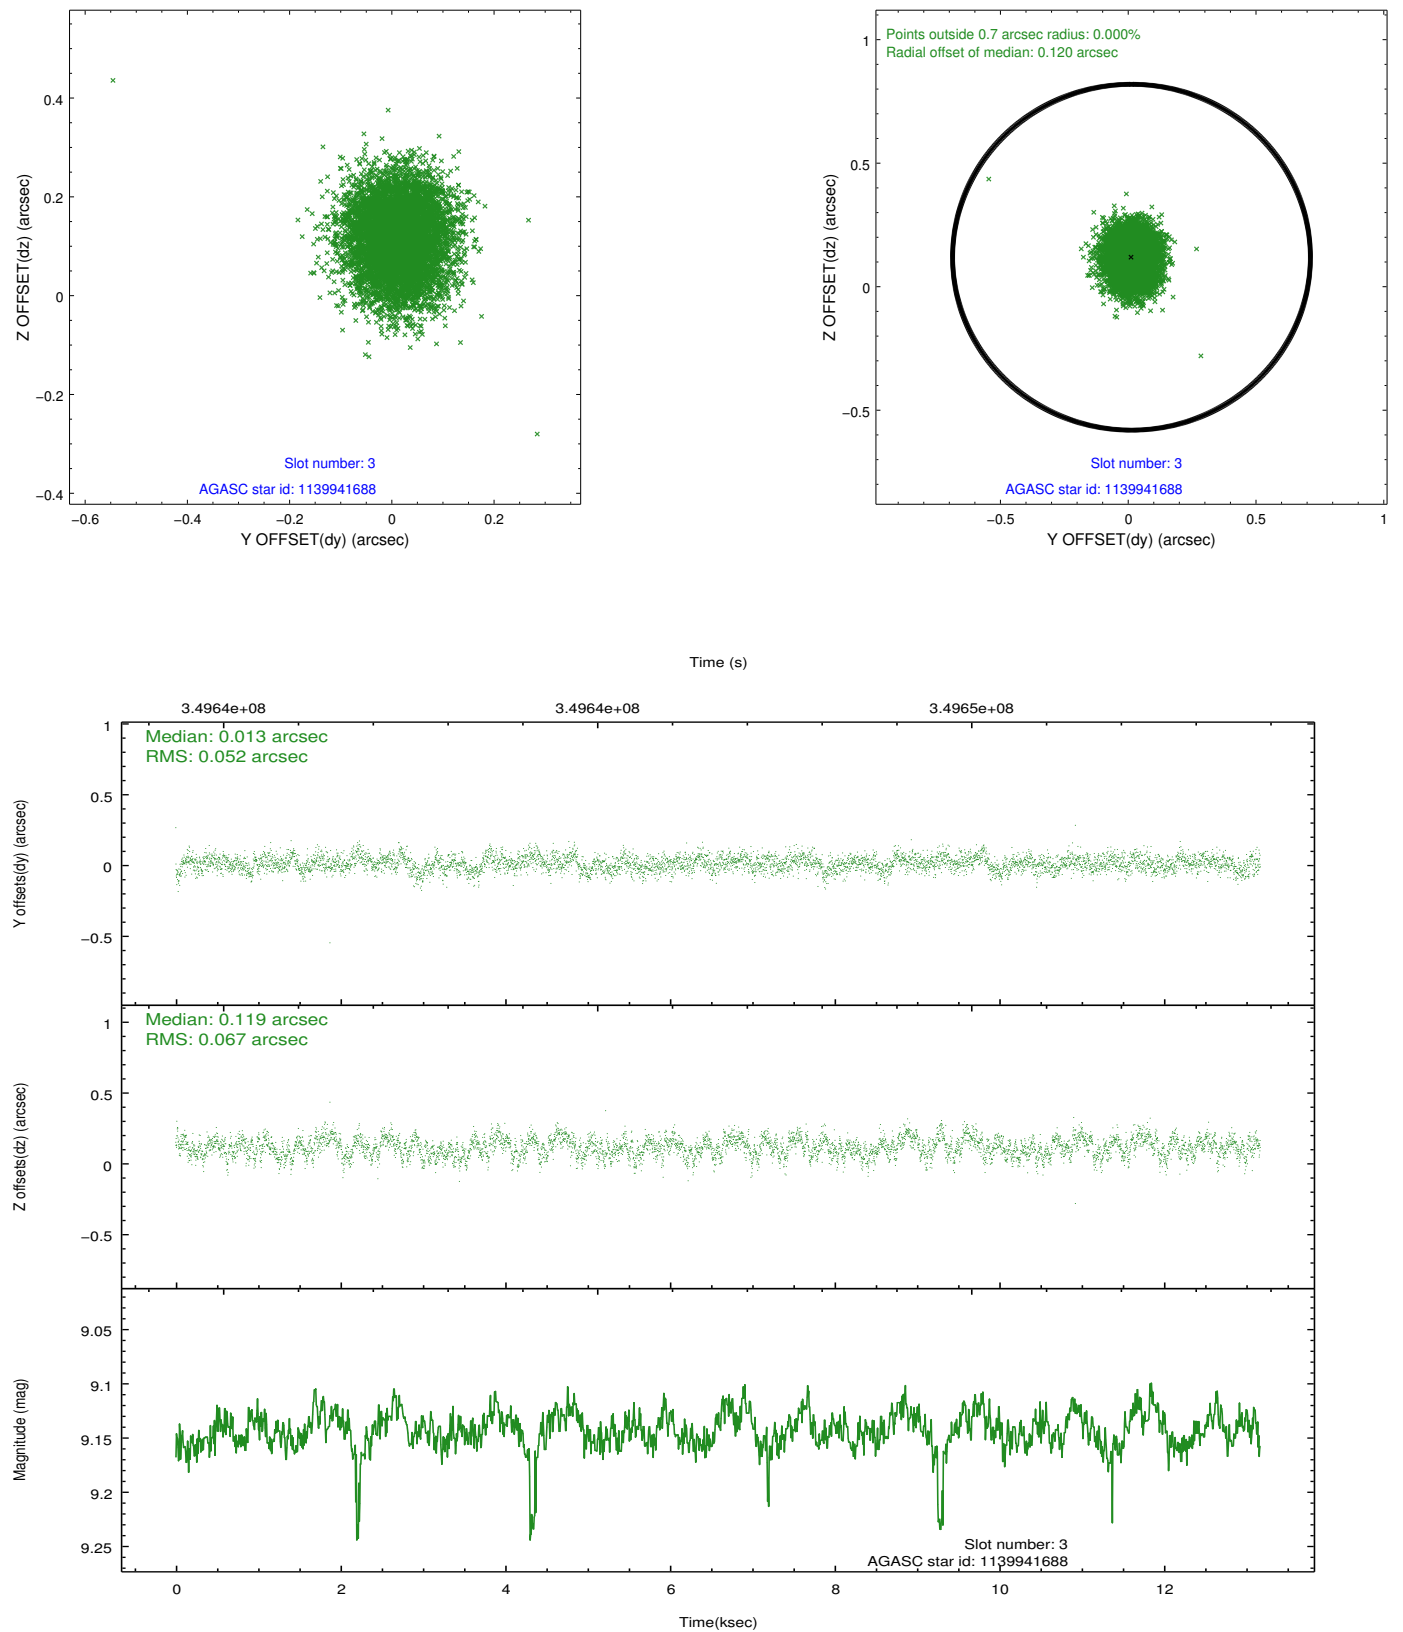 0.4
0.2
0
−0.2
−0.4
Z OFFSET(dz) (arcsec)
Slot number: 3
AGASC star id: 1139941688
−0.6
−0.4
−0.2
0
0.2
Y OFFSET(dy) (arcsec)
Points outside 0.7 arcsec radius: 0.000%
Radial offset of median: 0.120 arcsec
1
0.5
0
−0.5
Z OFFSET(dz) (arcsec)
Slot number: 3
AGASC star id: 1139941688
−0.5
0
0.5
1
Y OFFSET(dy) (arcsec)
Time (s)
3.4964e+08
3.4964e+08
3.4965e+08
Median: 0.013 arcsec
RMS: 0.052 arcsec
1
0.5
0
−0.5
Y offsets(dy) (arcsec)
Median: 0.119 arcsec
RMS: 0.067 arcsec
1
0.5
0
−0.5
Z offsets(dz) (arcsec)
9.05
9.1
9.15
9.2
9.25
Magnitude (mag)
Slot number: 3
AGASC star id: 1139941688
0
2
4
6
8
10
12
Time(ksec)